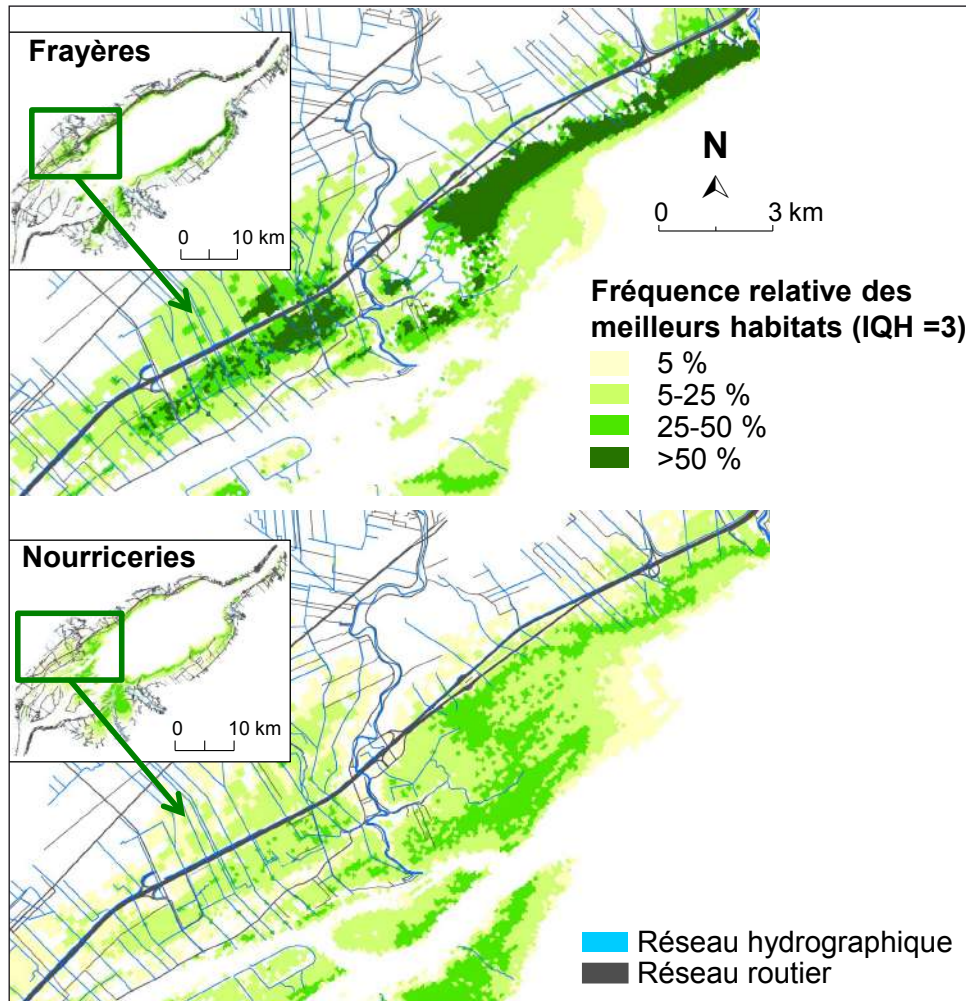 Frayères
0 10 km
N
0 3 km
Fréquence relative des
meilleurs habitats (IQH =3)
5 %
5-25 %
25-50 %
>50 %
Nourriceries
0 10 km
Réseau hydrographique
Réseau routier